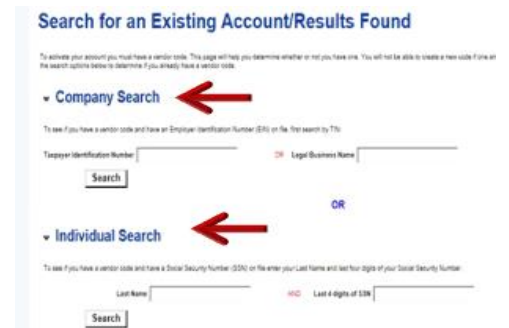 Search for an Existing Account/Results Found
To activate your account you must have a vendor code. This page will help you determine whether or not you have one. You will not be able to create a new code if one
the search options below to determine if you already have a vendor code.
Company Search
To see if you have a vendor code and have an Employer Identification Number (EIN) on file, first search by TIN
Taxpayer Identification Number OR Legal Business Name
Search
OR
Individual Search
To see if you have a vendor code and have a Social Security Number (SSN) on file enter your Last Name and last four digits of your Social Security Number
Last Name AND Last 4 digits of SSN
Search